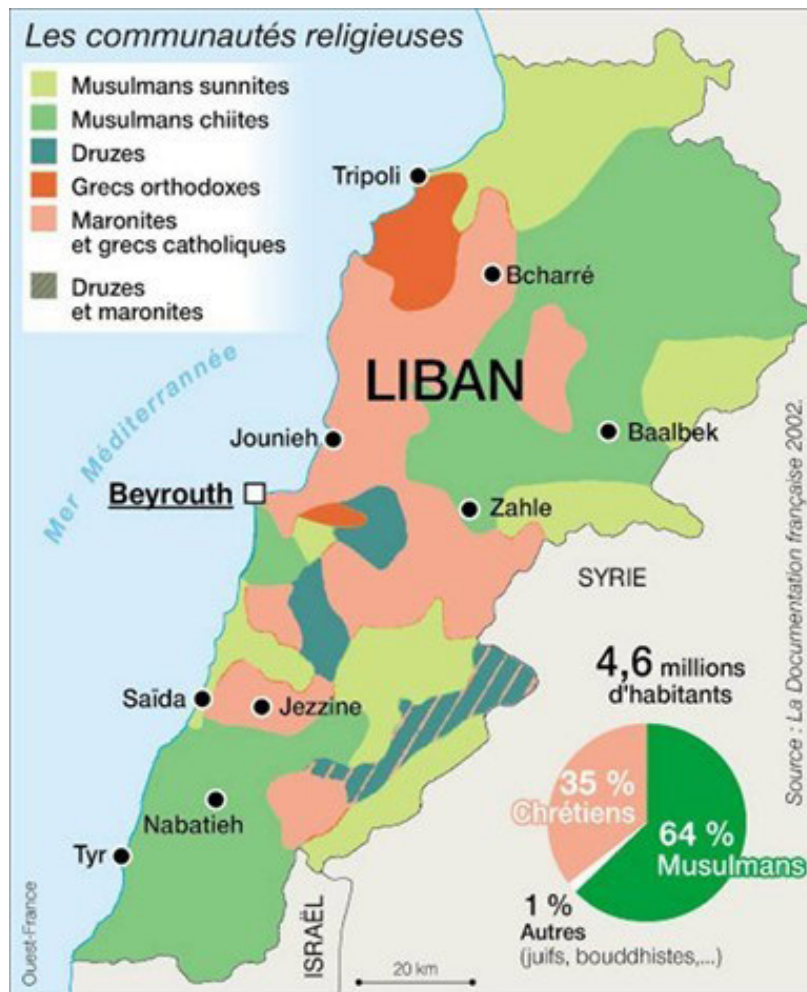 Les communautés religieuses
Musulmans sunnites
Musulmans chiites
Druzes
Grecs orthodoxes
Maronites
et grecs catholiques
Druzes
et maronites
Tripoli
Bcharré
LIBAN
Mer Méditerrannée
Jounieh
Baalbek
Beyrouth
Zahle
SYRIE
4,6 millions
d'habitants
Saïda
Jezzine
35 %
Chrétiens
64 %
Musulmans
Nabatieh
Tyr
1 %
Autres
(juifs, bouddhistes,...)
ISRAËL
20 km
Ouest-France
Source : La Documentation française 2002.